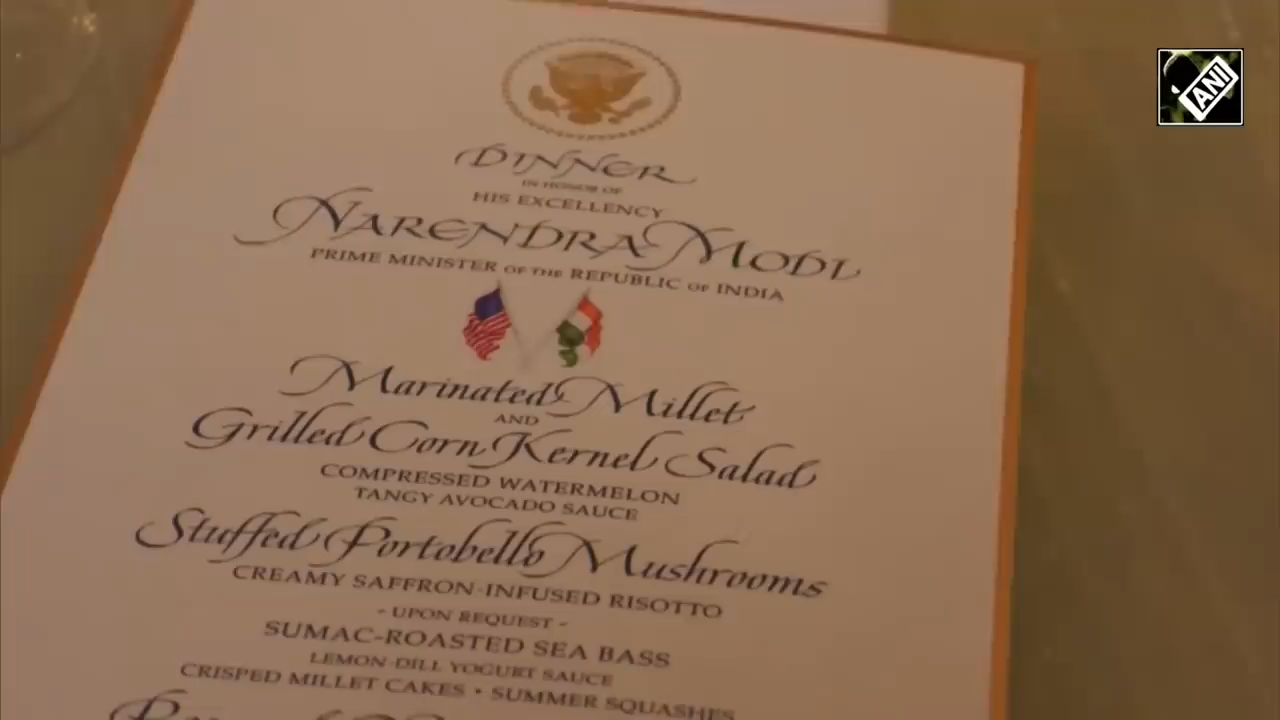 ANI
DINNER
IN HONOR OF
HIS EXCELLENCY
NARENDRA MODI
PRIME MINISTER OF THE REPUBLIC OF INDIA
Marinated Millet
AND
Grilled Corn Kernel Salad
COMPRESSED WATERMELON
TANGY AVOCADO SAUCE
Stuffed Portobello Mushrooms
CREAMY SAFFRON-INFUSED RISOTTO
- UPON REQUEST -
SUMAC-ROASTED SEA BASS
LEMON-DILL YOGURT SAUCE
CRISPED MILLET CAKES • SUMMER SQUASHES